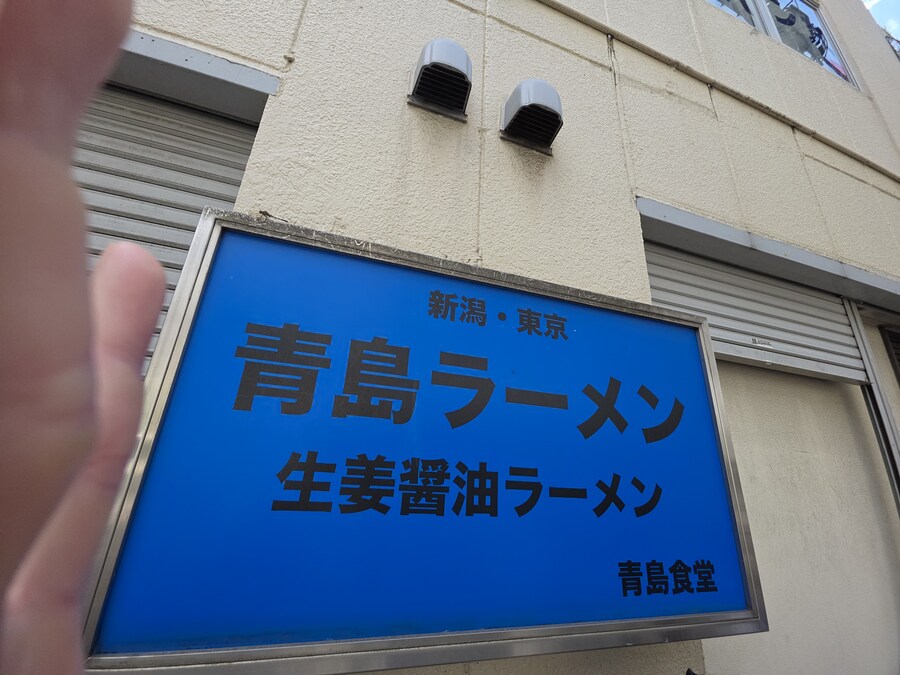 新潟・東京
青島ラーメン
生姜醤油ラーメン
青島食堂